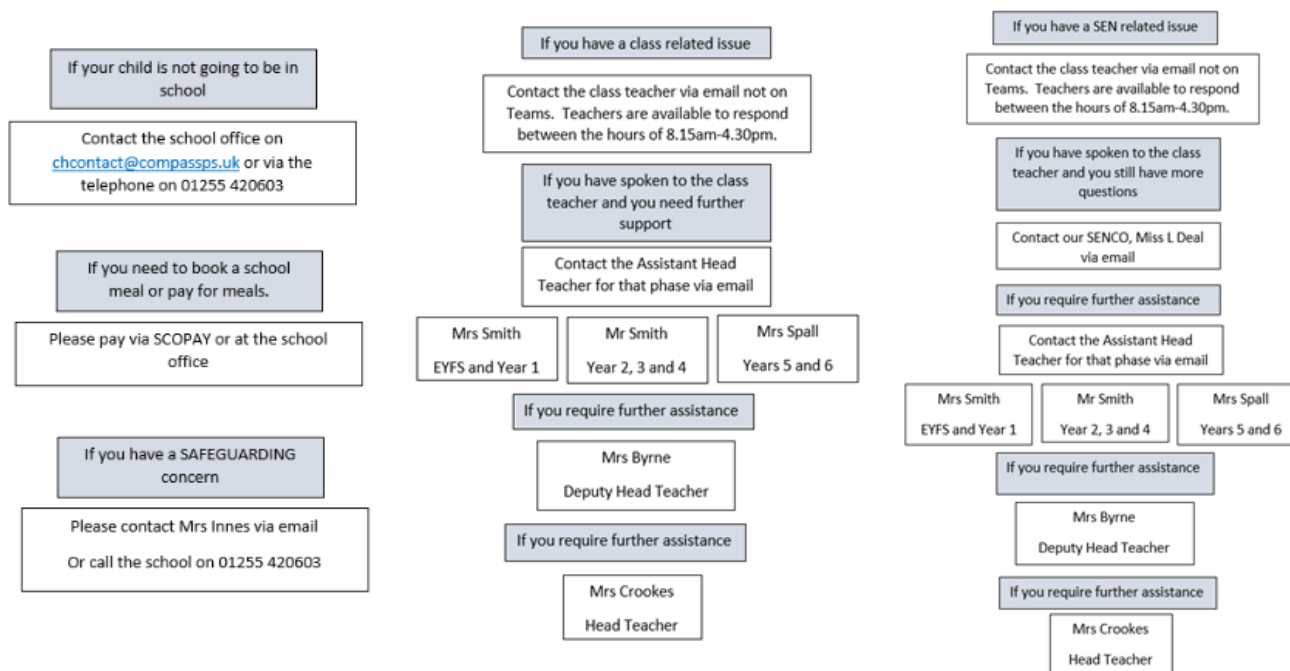 If your child is not going to be in
school
Contact the school office on
chcontact@compassps.uk or via the
telephone on 01255 420603
If you need to book a school
meal or pay for meals.
Please pay via SCOPAY or at the school
office
If you have a SAFEGUARDING
concern
Please contact Mrs Innes via email
Or call the school on 01255 420603
If you have a class related issue
Contact the class teacher via email not on
Teams. Teachers are available to respond
between the hours of 8.15am-4.30pm.
If you have spoken to the class
teacher and you need further
support
Contact the Assistant Head
Teacher for that phase via email
Mrs Smith
EYFS and Year 1
Mr Smith
Year 2, 3 and 4
Mrs Spall
Years 5 and 6
If you require further assistance
Mrs Byrne
Deputy Head Teacher
If you require further assistance
Mrs Crookes
Head Teacher
If you have a SEN related issue
Contact the class teacher via email not on
Teams. Teachers are available to respond
between the hours of 8.15am-4.30pm.
If you have spoken to the class
teacher and you still have more
questions
Contact our SENCO, Miss L Deal
via email
If you require further assistance
Contact the Assistant Head
Teacher for that phase via email
Mrs Smith
EYFS and Year 1
Mr Smith
Year 2, 3 and 4
Mrs Spall
Years 5 and 6
If you require further assistance
Mrs Byrne
Deputy Head Teacher
If you require further assistance
Mrs Crookes
Head Teacher